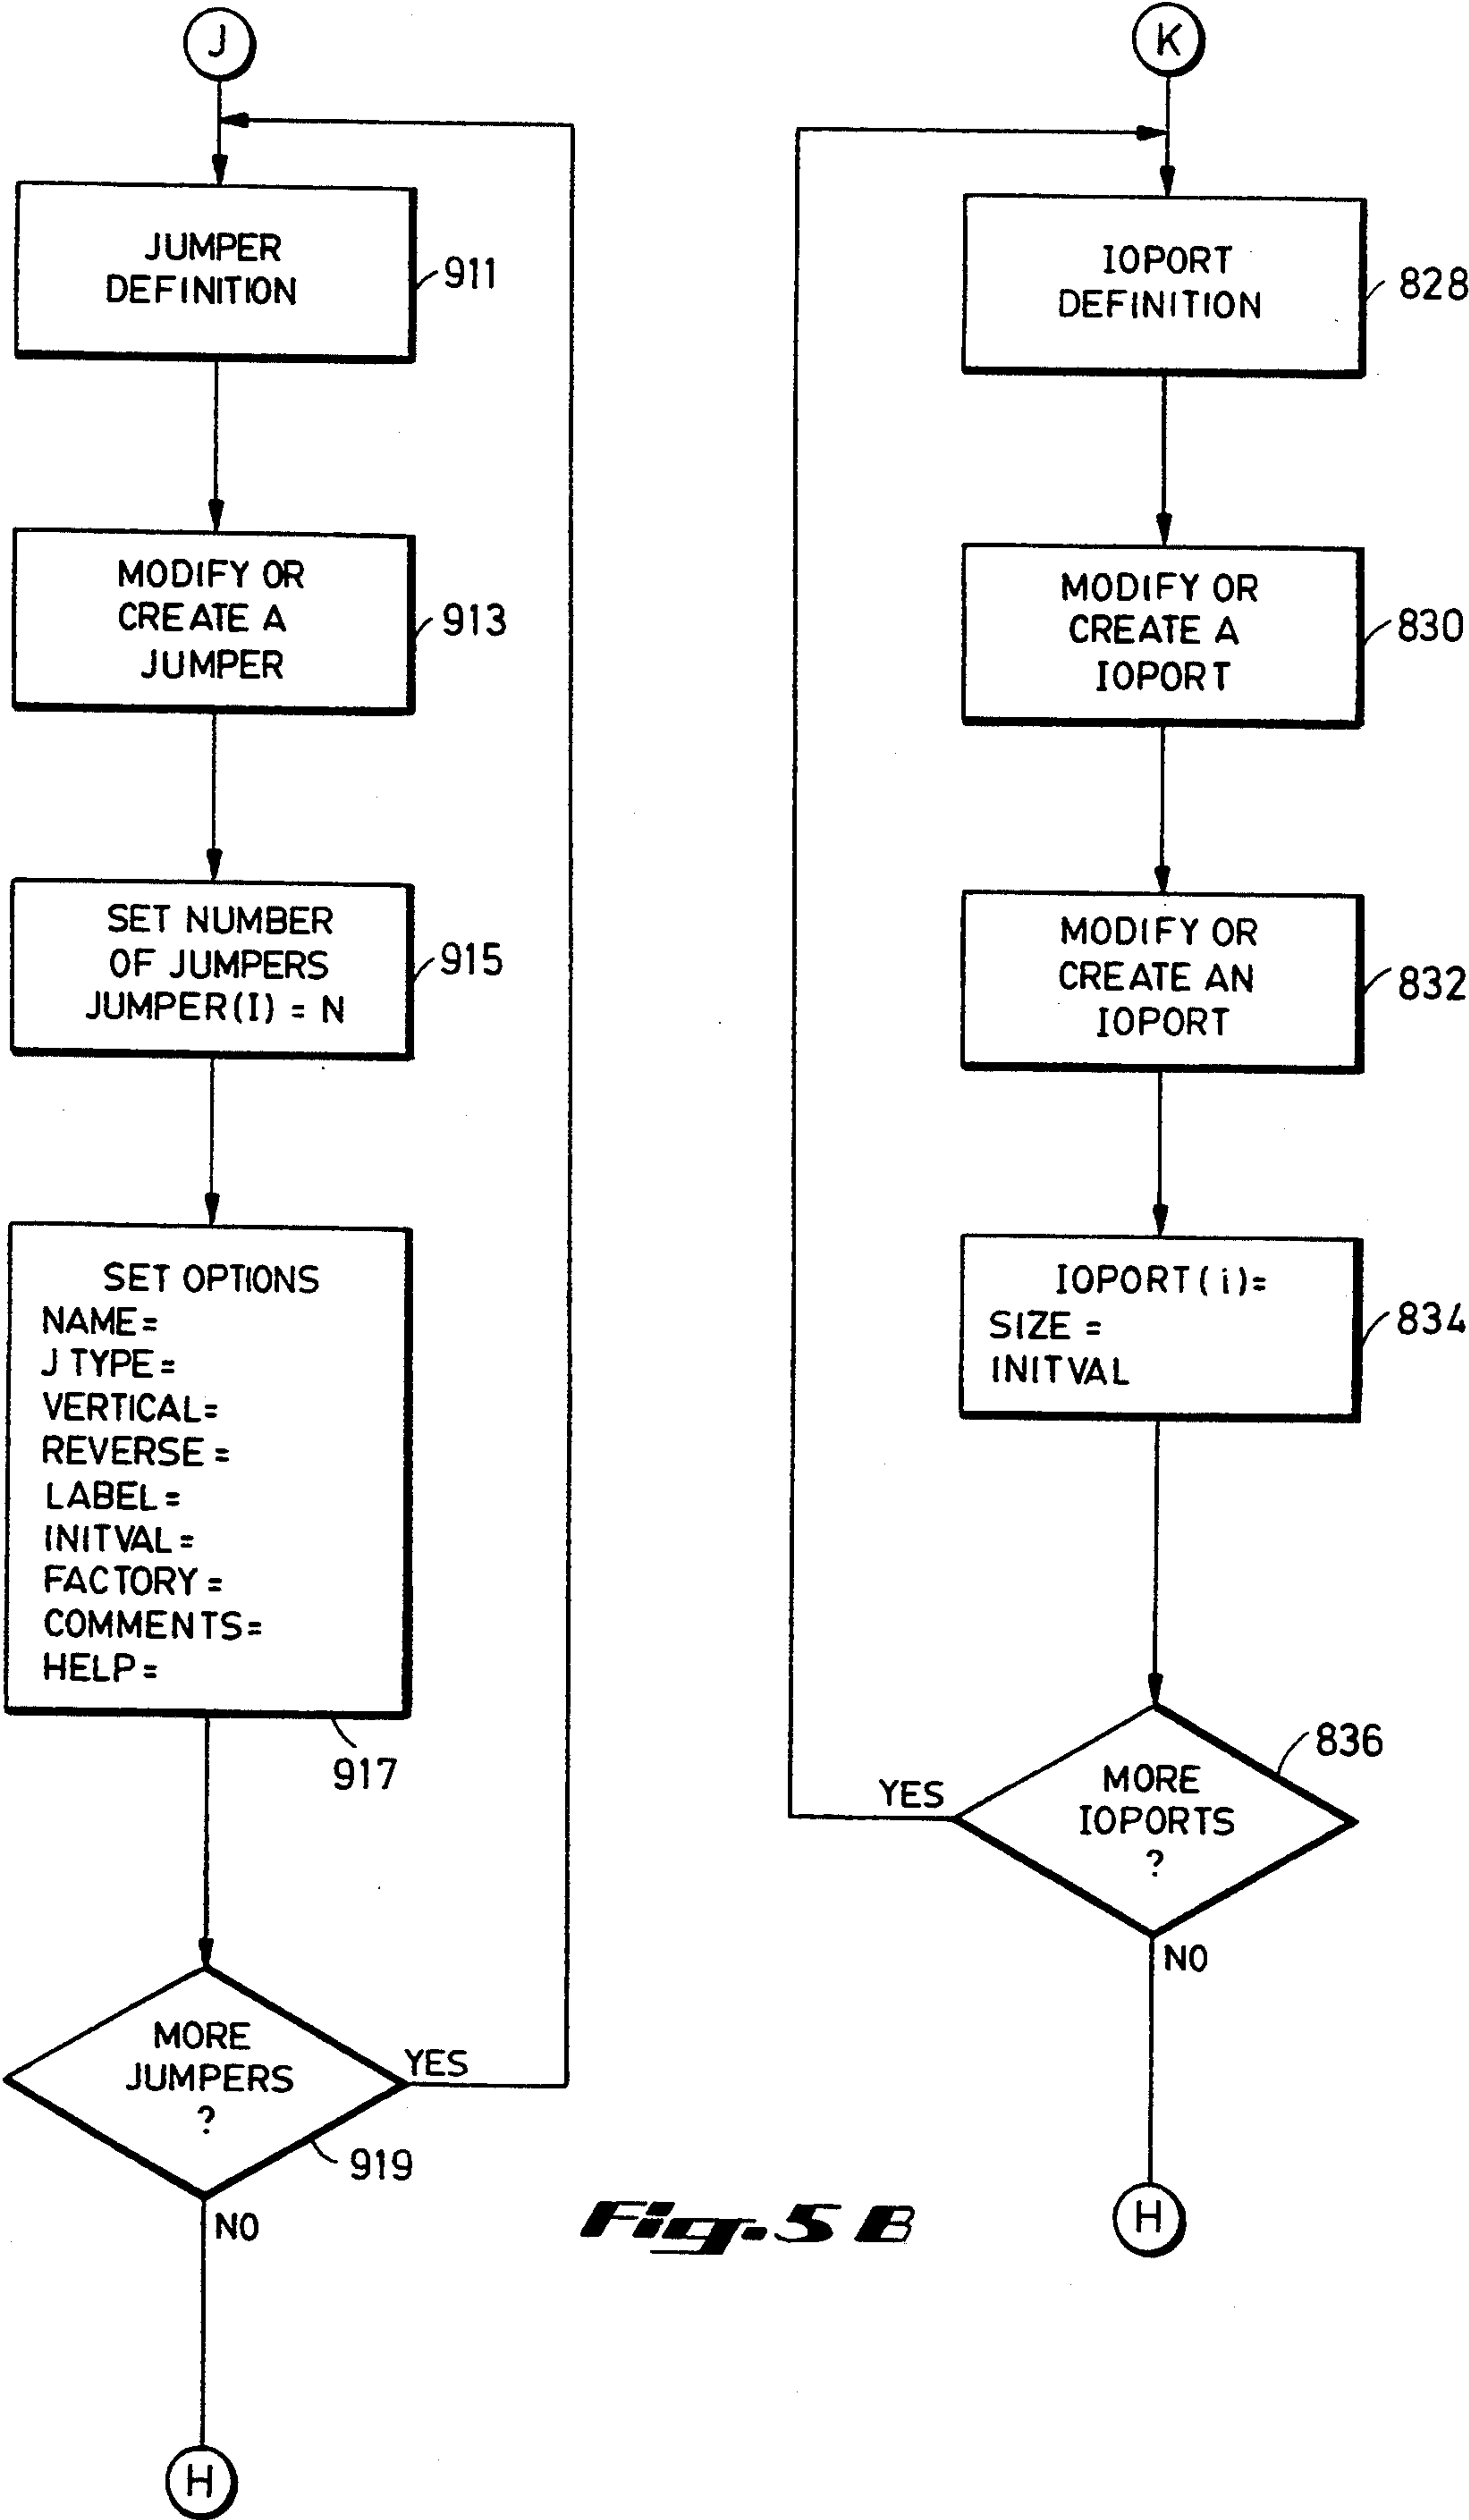 J
JUMPER
DEFINITION
911
MODIFY OR
CREATE A
JUMPER
913
SET NUMBER
OF JUMPERS
JUMPER(I) = N
915
SET OPTIONS
NAME=
J TYPE=
VERTICAL=
REVERSE=
LABEL=
INITVAL=
FACTORY=
COMMENTS=
HELP=
917
MORE
JUMPERS
?
YES
919
NO
H
K
IOPORT
DEFINITION
828
MODIFY OR
CREATE A
IOPORT
830
MODIFY OR
CREATE AN
IOPORT
832
IOPORT(i)=
SIZE =
INITVAL
834
836
MORE
IOPORTS
?
YES
NO
H
Fig. 5 B